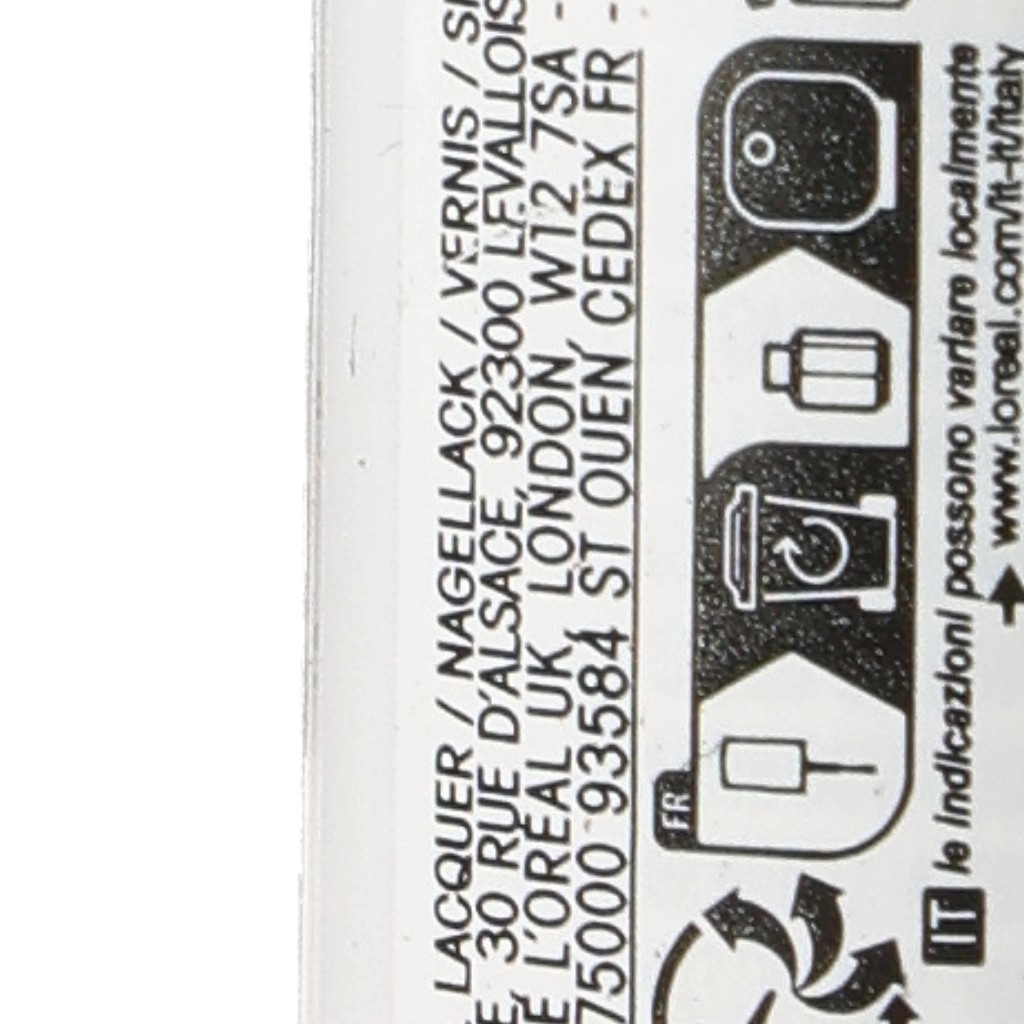 LACQUER / NAGELLACK / VERNIS /
30 RUE D'ALSACE, 92300 LEVALLOIS
L'ORÉAL UK, LONDON, W12 7SA -
75000 93584 ST OUEN, CEDEX FR -
FR
IT le indicazioni possono variare localmente
www.loreal.com/it-it/italy